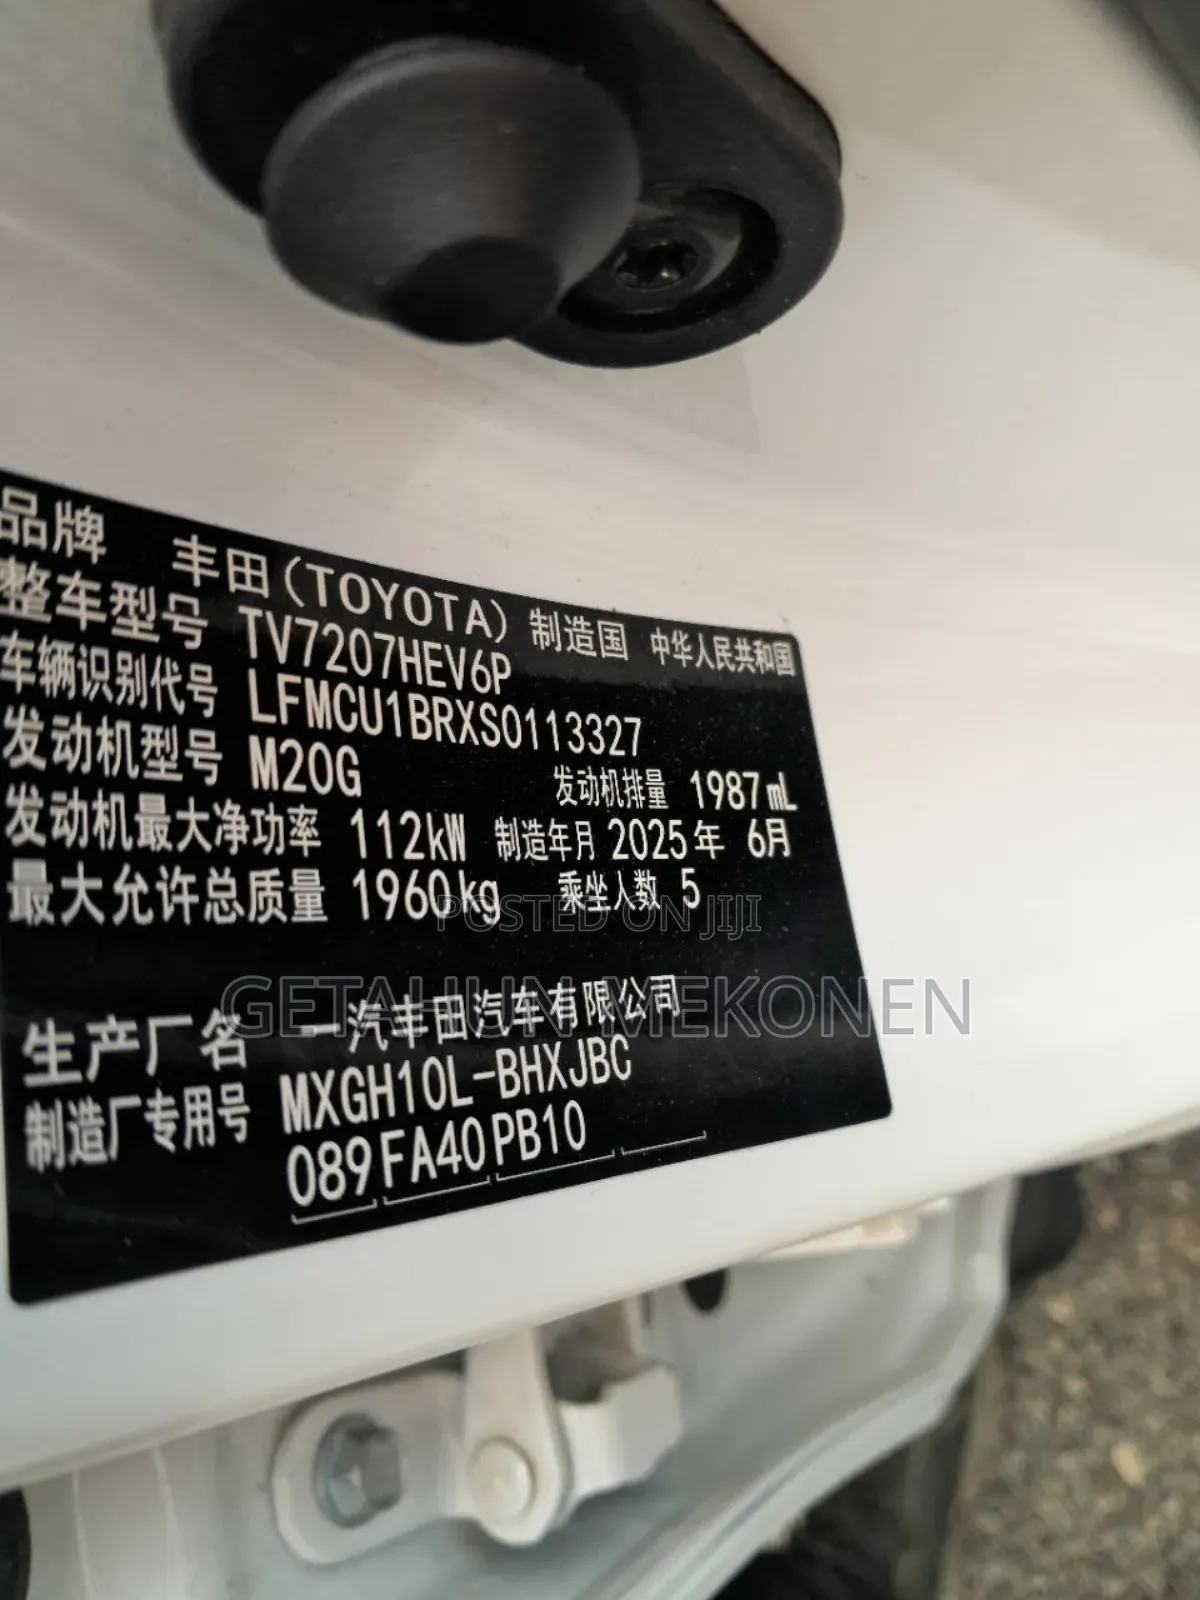 品牌 丰田(TOYOTA) 制造国 中华人民共和国
整车型号 TV7207HEV6P
车辆识别代号 LFMCU1BRXS0113327
发动机型号 M20G 发动机排量 1987mL
发动机最大净功率 112kW 制造年月 2025年 6月
最大允许总质量 1960kg 乘坐人数 5
POSTED ON JIJI
GETAHUN MEKONEN
生产厂名 一汽丰田汽车有限公司
制造厂专用号 MXGH10L-BHXJBC
089FA40PB10